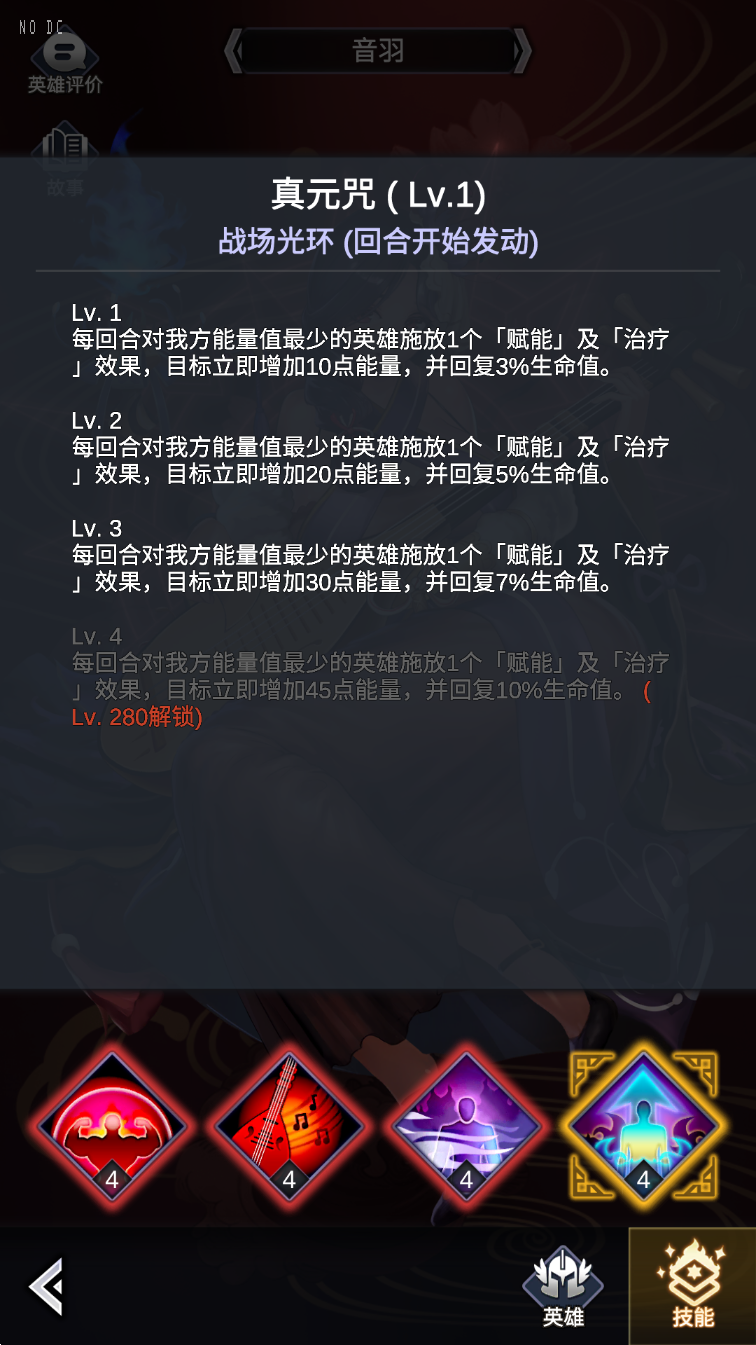 NO DC
音羽
英雄评价
故事
真元咒 ( Lv.1)
战场光环 (回合开始发动)
Lv. 1
每回合对我方能量值最少的英雄施放1个「赋能」及「治疗
」效果，目标立即增加10点能量，并回复3%生命值。
Lv. 2
每回合对我方能量值最少的英雄施放1个「赋能」及「治疗
」效果，目标立即增加20点能量，并回复5%生命值。
Lv. 3
每回合对我方能量值最少的英雄施放1个「赋能」及「治疗
」效果，目标立即增加30点能量，并回复7%生命值。
Lv. 4
每回合对我方能量值最少的英雄施放1个「赋能」及「治疗
」效果，目标立即增加45点能量，并回复10%生命值。 (
Lv. 280解锁)
4 4 4 4
英雄 技能